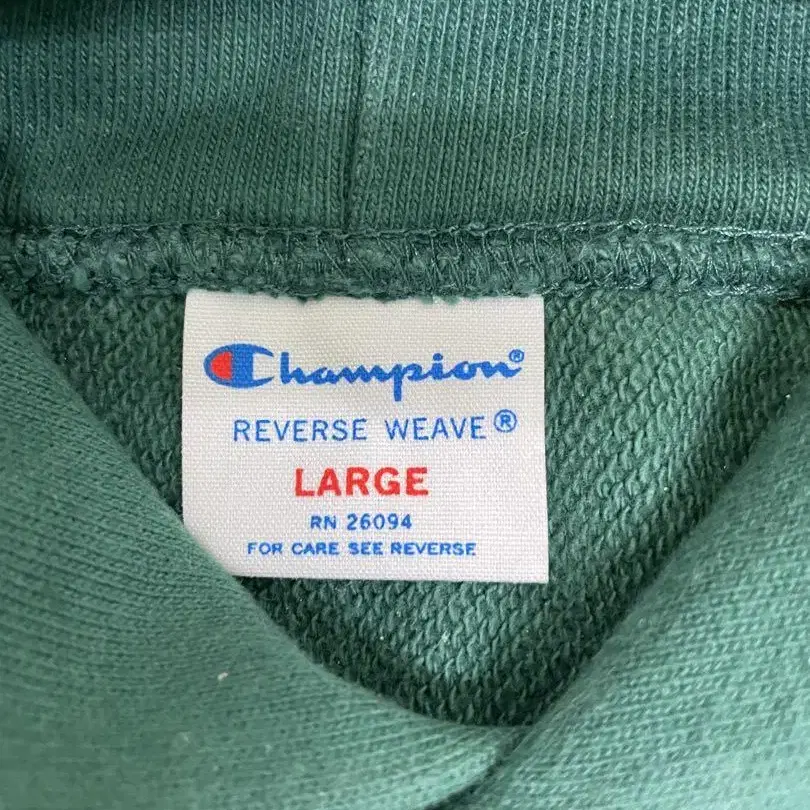 Champion®
REVERSE WEAVE®
LARGE
RN 26094
FOR CARE SEE REVERSE